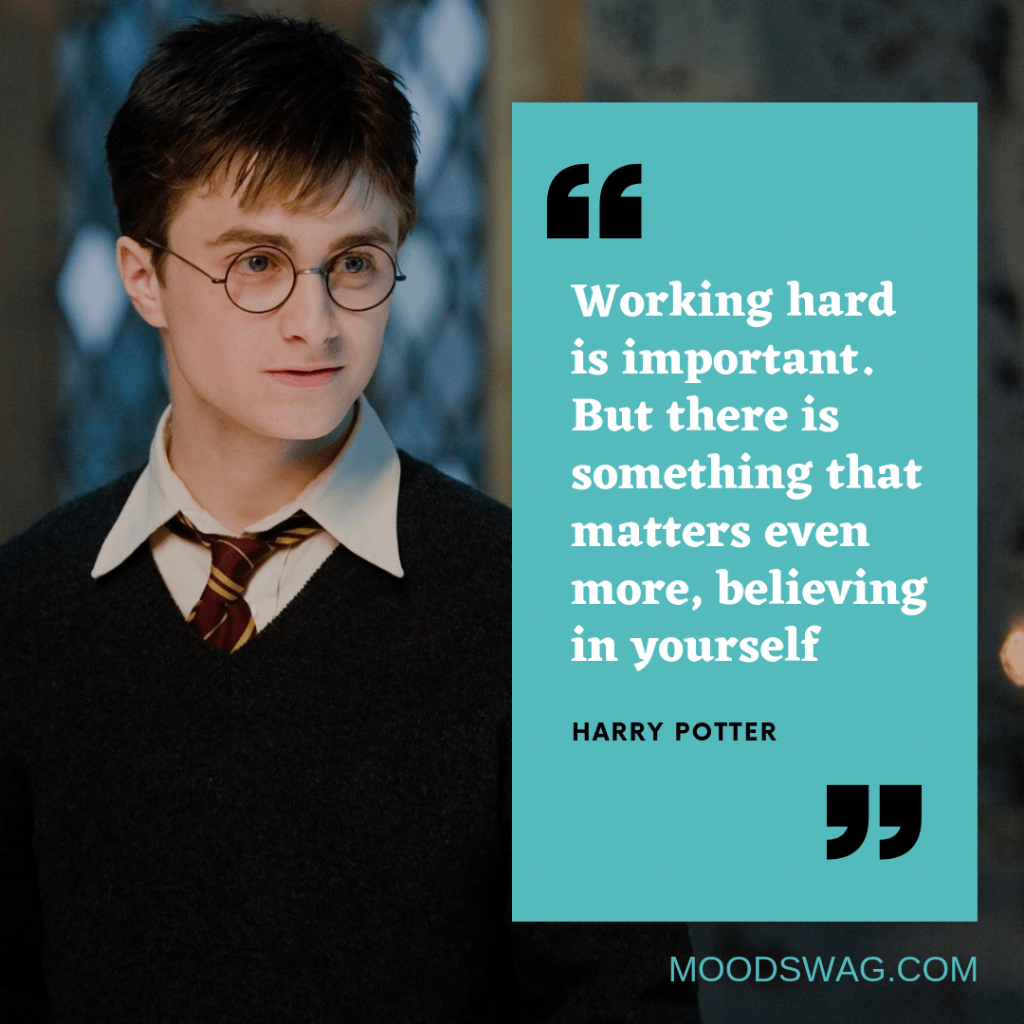 “
Working hard
is important.
But there is
something that
matters even
more, believing
in yourself
HARRY POTTER
”
MOODSWAG.COM